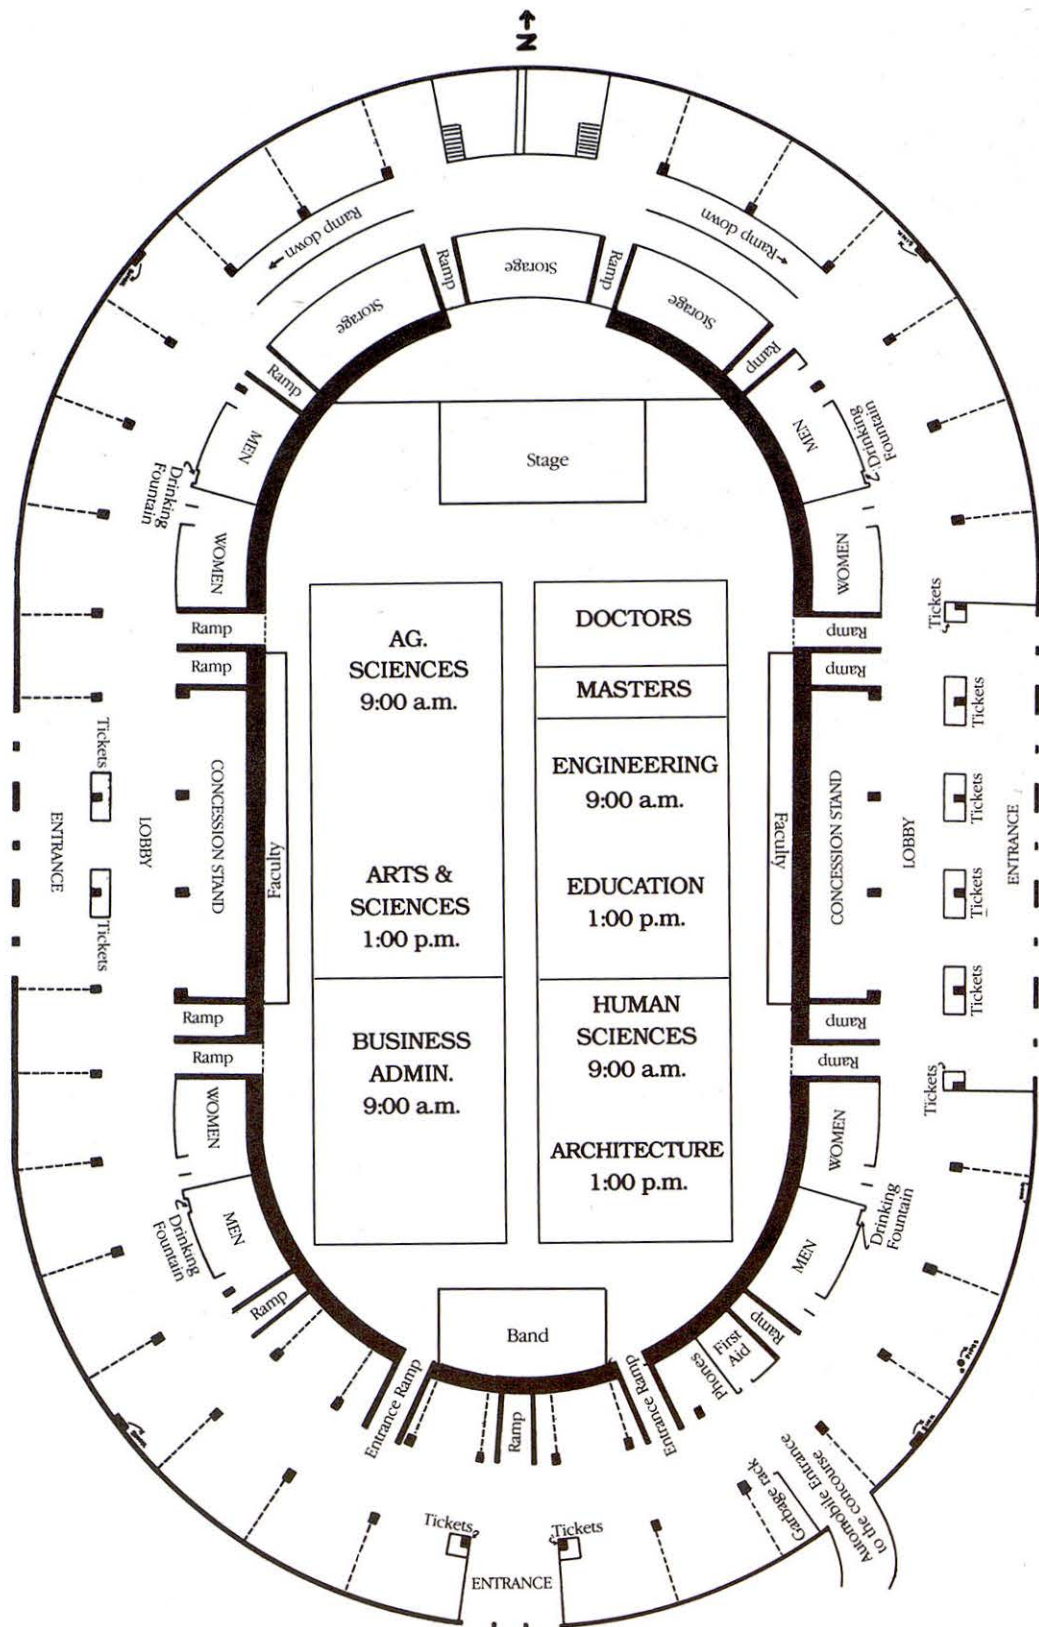 N
Ramp down
Ramp down
Ramp
Storage
Ramp
Storage
Storage
Ramp
Ramp
MEN
Drinking
Fountain
MEN
Drinking
Fountain
Stage
WOMEN
WOMEN
Tickets
Ramp
Ramp
Ramp
Ramp
AG.
SCIENCES
9:00 a.m.
DOCTORS
MASTERS
ENGINEERING
9:00 a.m.
Tickets
Tickets
Tickets
ENTRANCE
LOBBY
CONCESSION STAND
Faculty
Faculty
CONCESSION STAND
LOBBY
ENTRANCE
ARTS &
SCIENCES
1:00 p.m.
EDUCATION
1:00 p.m.
Tickets
Tickets
Tickets
Ramp
Ramp
Ramp
Ramp
Tickets
BUSINESS
ADMIN.
9:00 a.m.
HUMAN
SCIENCES
9:00 a.m.
ARCHITECTURE
1:00 p.m.
WOMEN
WOMEN
MEN
Drinking
Fountain
MEN
Drinking
Fountain
Ramp
Ramp
Band
First
Aid
Phones
Entrance Ramp
Ramp
Entrance Ramp
Garbage rack
Automobile Entrance
to the concourse
Tickets
Tickets
ENTRANCE